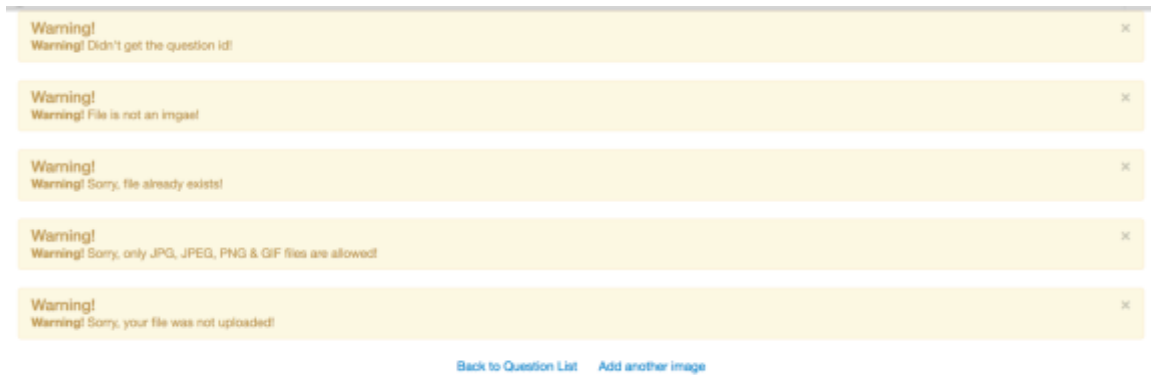 Warning!
Warning! Didn't get the question id!
Warning!
Warning! File is not an imgae!
Warning!
Warning! Sorry, file already exists!
Warning!
Warning! Sorry, only JPG, JPEG, PNG & GIF files are allowed!
Warning!
Warning! Sorry, your file was not uploaded!
Back to Question List Add another image